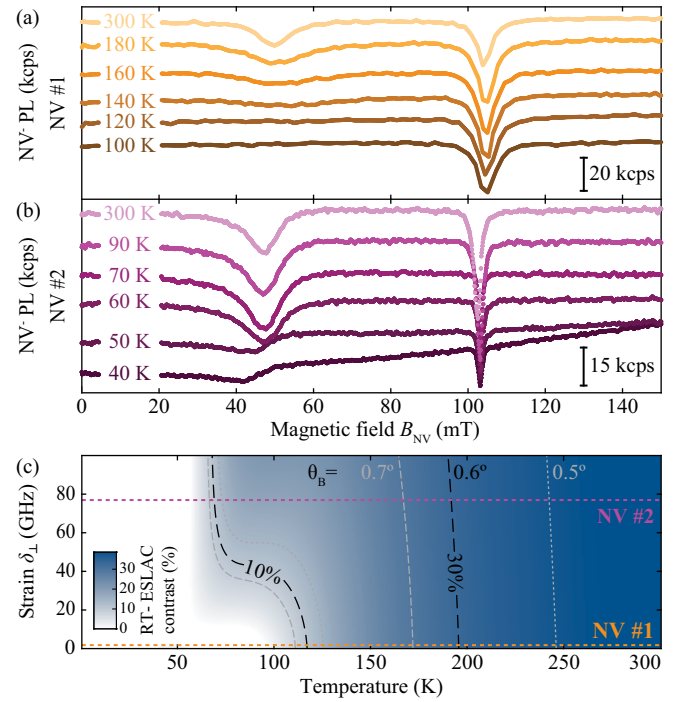 (a)
NV⁻ PL (kcps)
NV #1
300 K
180 K
160 K
140 K
120 K
100 K
20 kcps
(b)
NV⁻ PL (kcps)
NV #2
300 K
90 K
70 K
60 K
50 K
40 K
15 kcps
0 20 40 60 80 100 120 140
Magnetic field B_NV (mT)
(c)
Strain δ⊥ (GHz)
80
60
40
20
0
θ_B= 0.7° 0.6° 0.5°
NV #2
10%
30%
30
20
10
0
RT- ESLAC
contrast (%)
NV #1
50 100 150 200 250 300
Temperature (K)